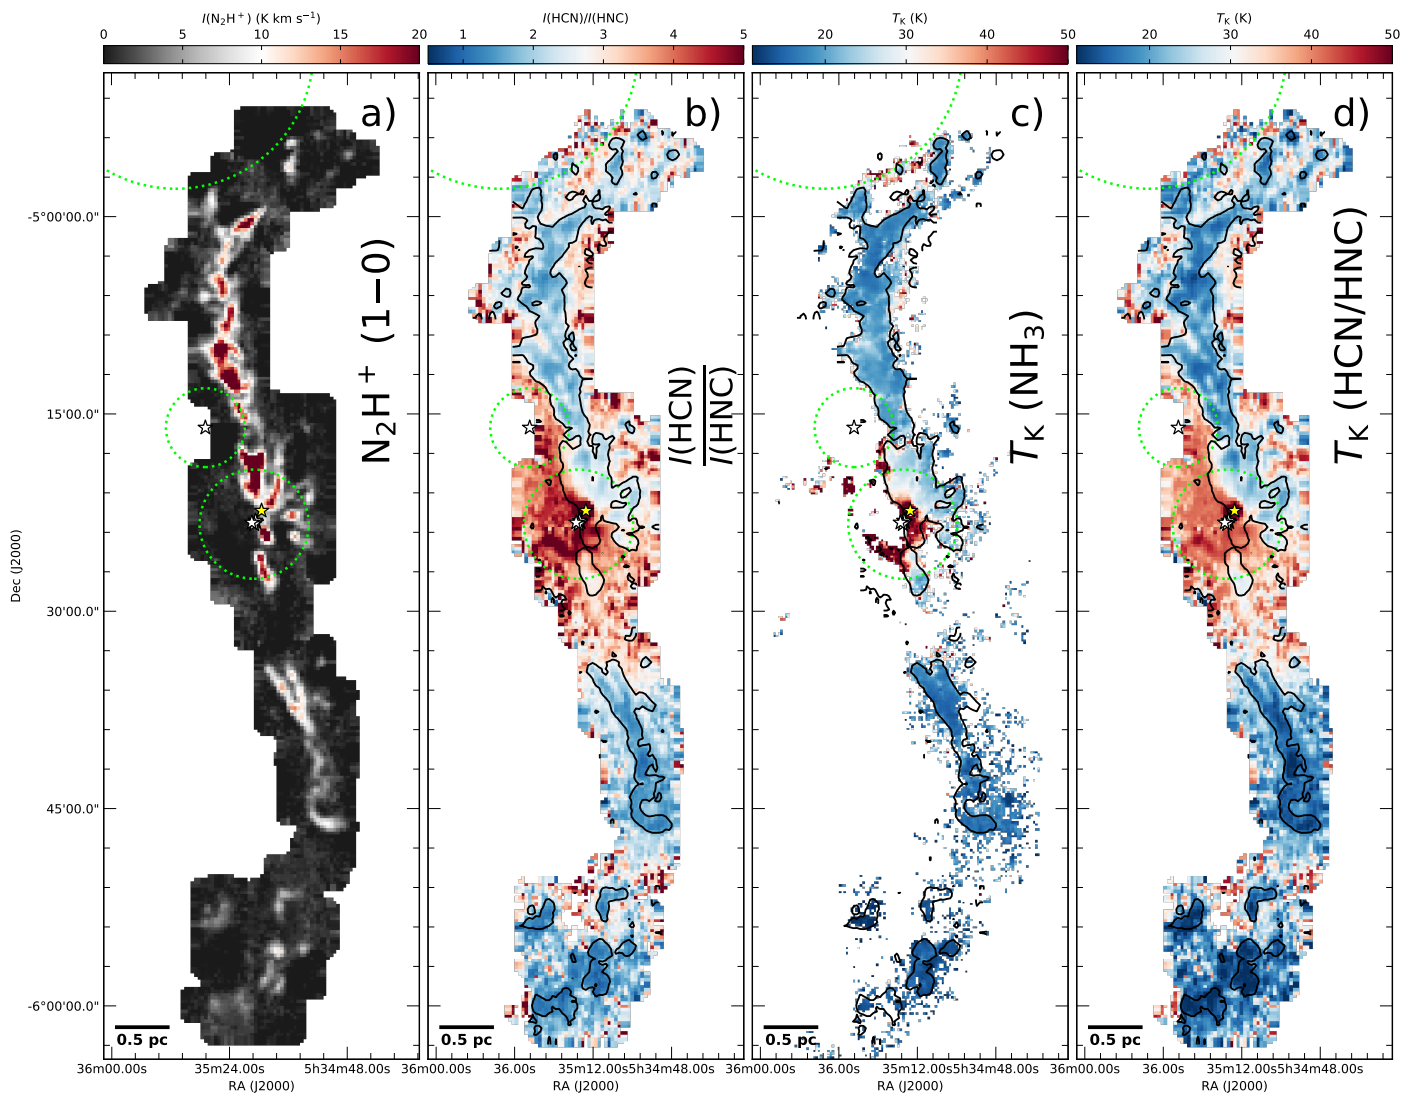 I(N₂H⁺) (K km s⁻¹)
I(HCN)/I(HNC)
T_K (K)
T_K (K)
0 5 10 15 20
1 2 3 4 5
20 30 40 50
20 30 40 50
a)
b)
c)
d)
N₂H⁺ (1−0)
I(HCN)
I(HNC)
T_K (NH₃)
T_K (HCN/HNC)
Dec (J2000)
-5°00'00.0"
15'00.0"
30'00.0"
45'00.0"
-6°00'00.0"
0.5 pc
0.5 pc
0.5 pc
0.5 pc
36m00.00s 35m24.00s 5h34m48.00s
36m00.00s 36.00s 35m12.00s 5h34m48.00s
36m00.00s 36.00s 35m12.00s 5h34m48.00s
36m00.00s 36.00s 35m12.00s 5h34m48.00s
RA (J2000)
RA (J2000)
RA (J2000)
RA (J2000)